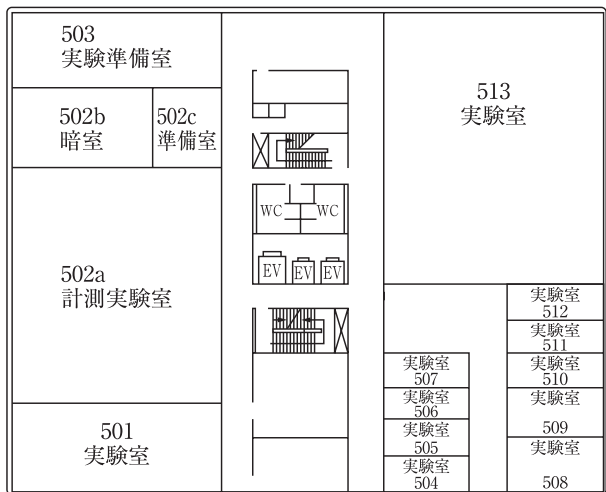 503
実験準備室
502b
暗室
502c
準備室
502a
計測実験室
501
実験室
WC
WC
EV
EV
EV
513
実験室
実験室
512
実験室
511
実験室
510
実験室
509
実験室
508
実験室
507
実験室
506
実験室
505
実験室
504